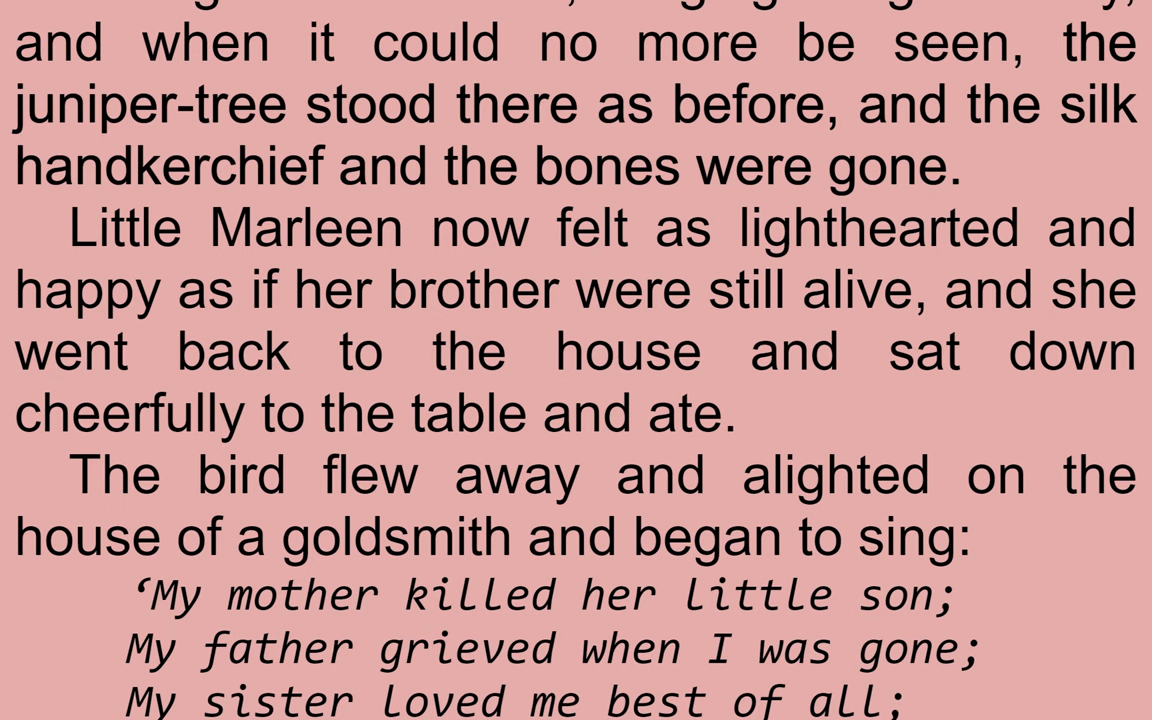 and when it could no more be seen, the
juniper-tree stood there as before, and the silk
handkerchief and the bones were gone.
Little Marleen now felt as lighthearted and
happy as if her brother were still alive, and she
went back to the house and sat down
cheerfully to the table and ate.
The bird flew away and alighted on the
house of a goldsmith and began to sing:
‘My mother killed her little son;
My father grieved when I was gone;
My sister loved me best of all;